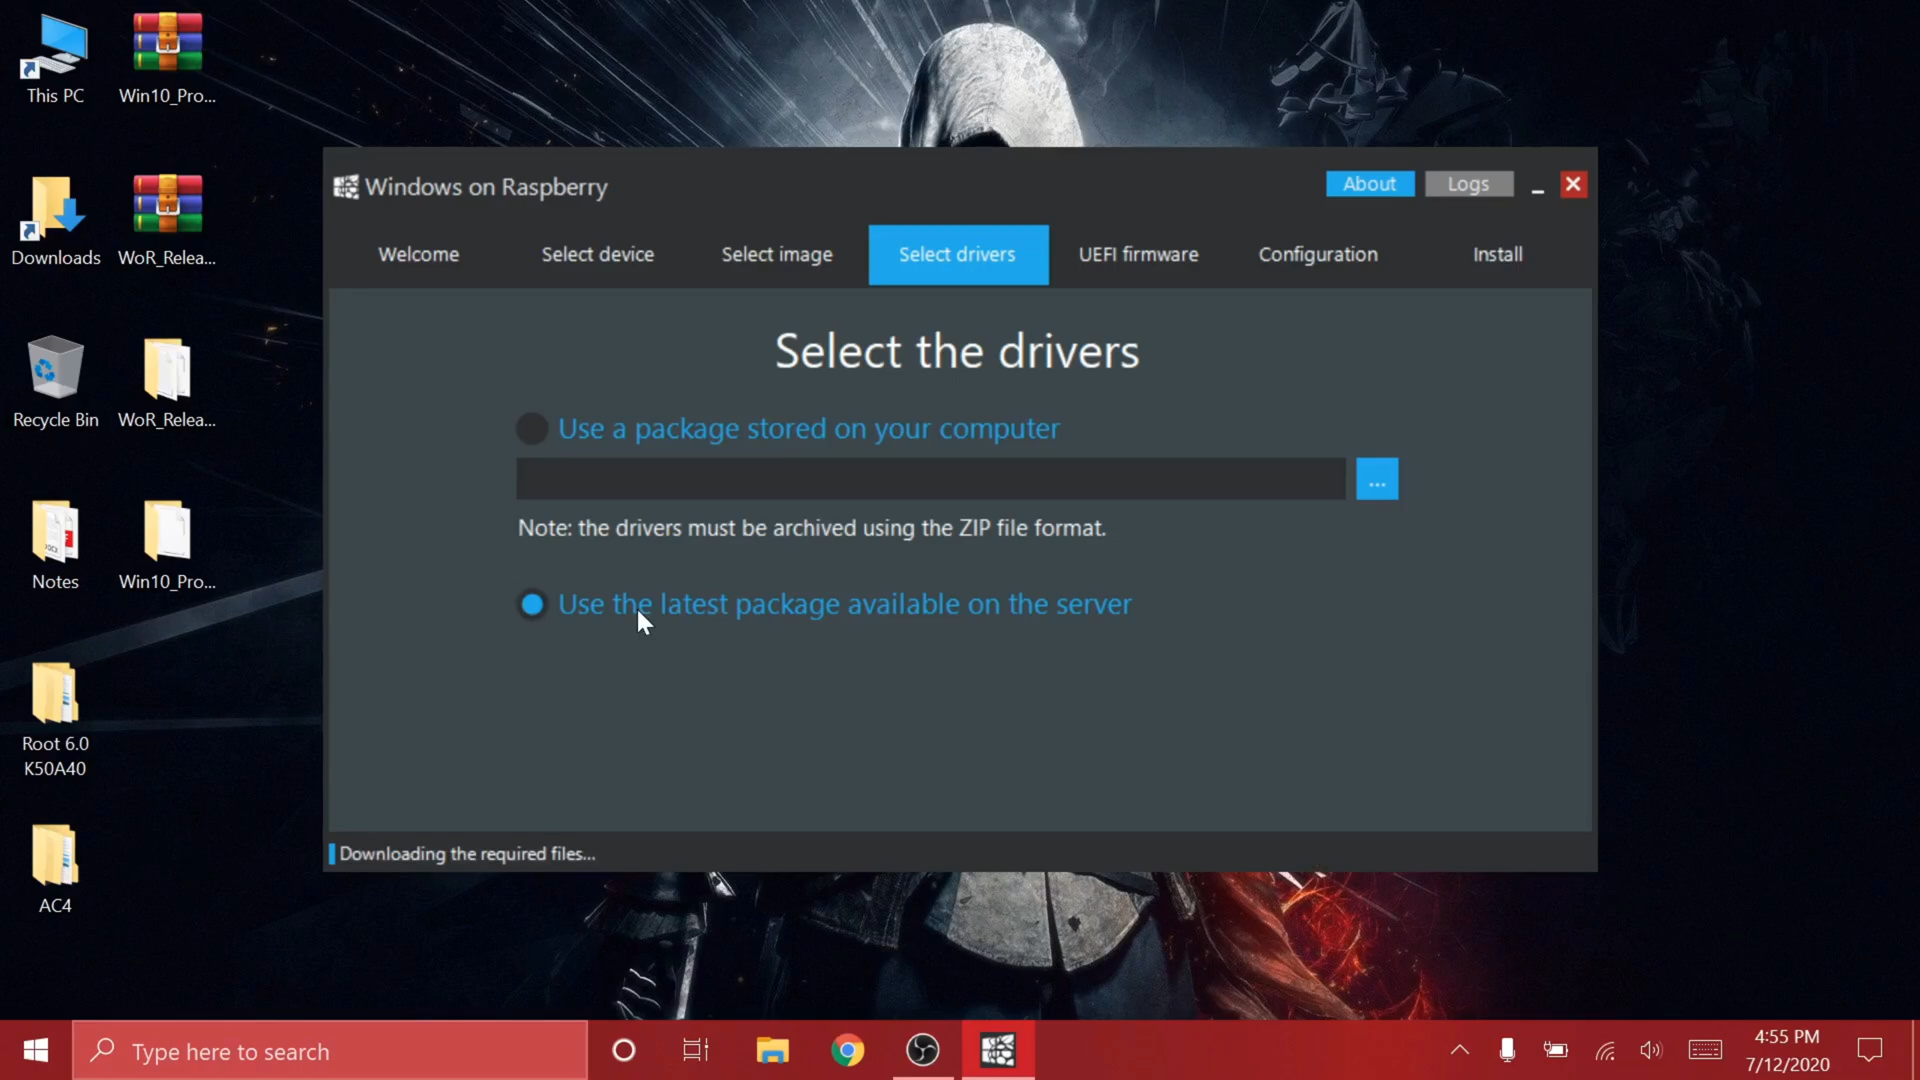 This PC
Win10_Pro...
Downloads
WoR_Relea...
Recycle Bin
WoR_Relea...
Notes
Win10_Pro...
Root 6.0
K50A40
AC4
Windows on Raspberry
About
Logs
Welcome
Select device
Select image
Select drivers
UEFI firmware
Configuration
Install
Select the drivers
Use a package stored on your computer
...
Note: the drivers must be archived using the ZIP file format.
Use the latest package available on the server
Downloading the required files...
Type here to search
4:55 PM
7/12/2020